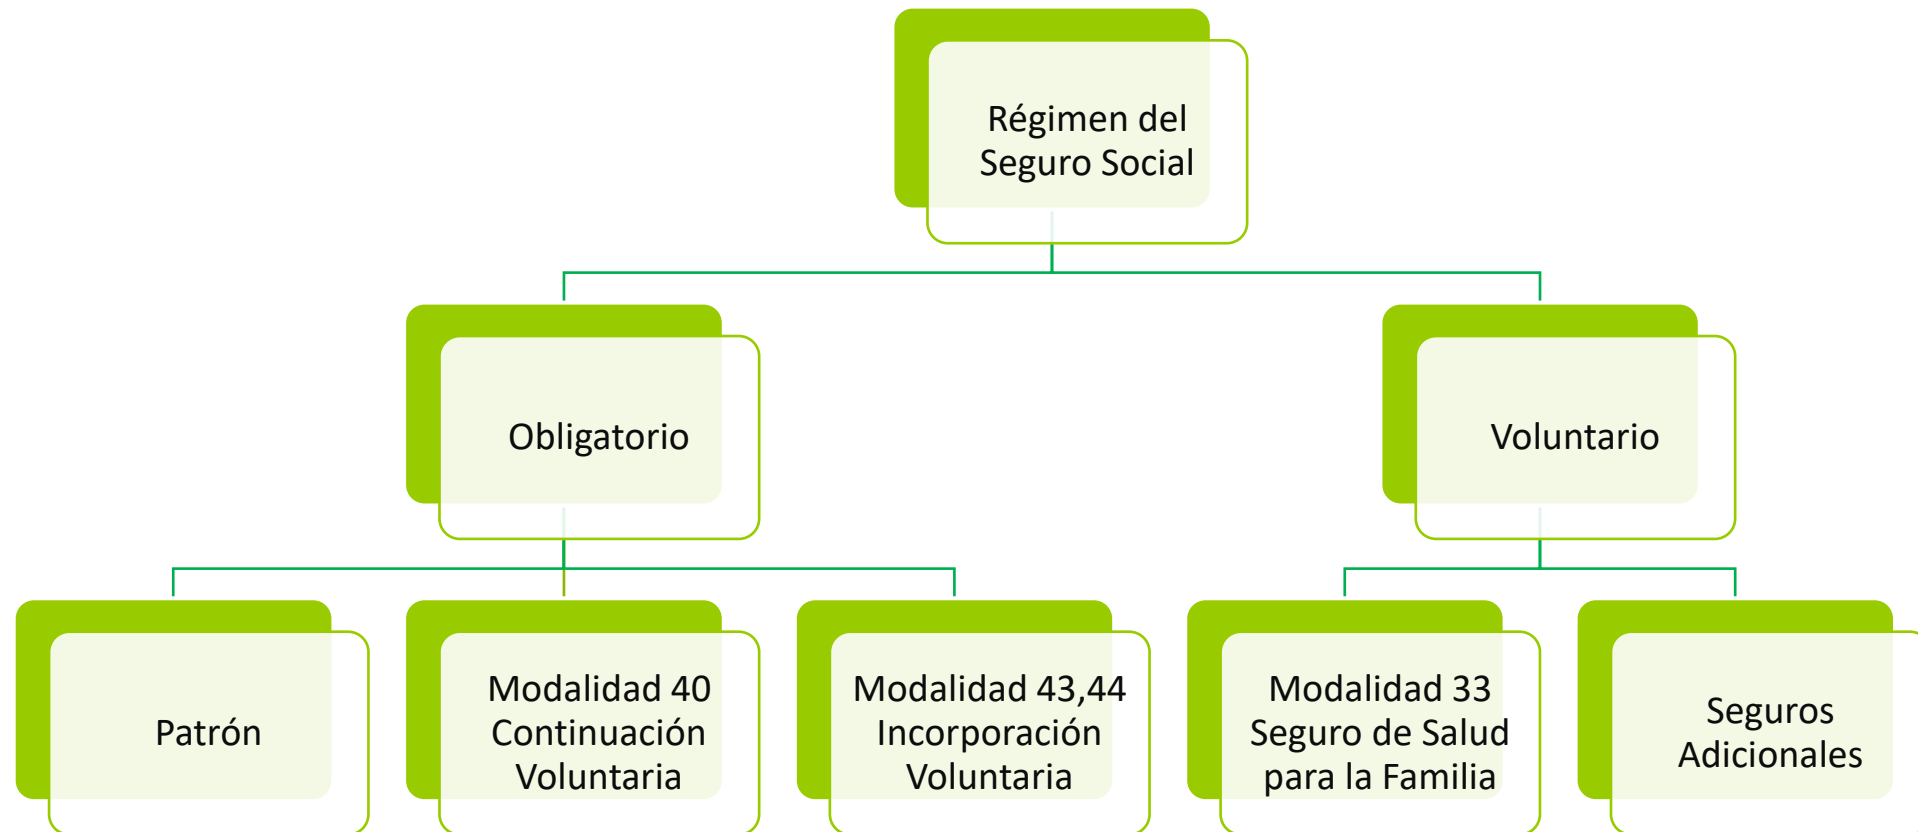 Régimen del
Seguro Social
Obligatorio
Voluntario
Patrón
Modalidad 40
Continuación
Voluntaria
Modalidad 43,44
Incorporación
Voluntaria
Modalidad 33
Seguro de Salud
para la Familia
Seguros
Adicionales